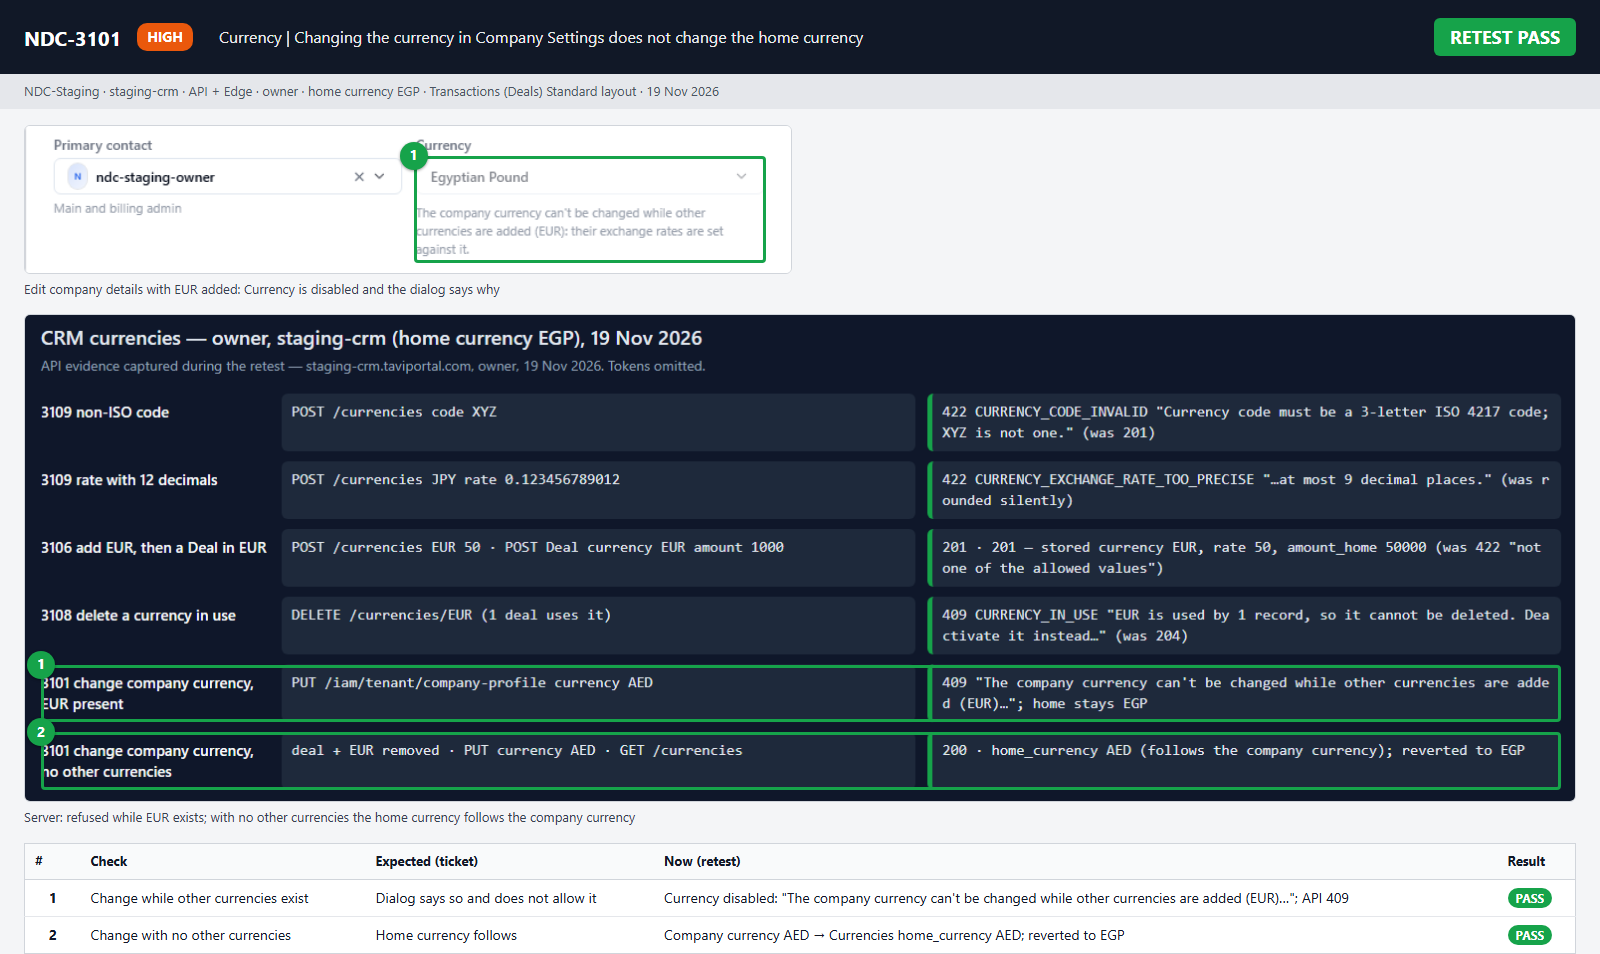 NDC-3101 HIGH Currency | Changing the currency in Company Settings does not change the home currency RETEST PASS
NDC-Staging · staging-crm · API + Edge · owner · home currency EGP · Transactions (Deals) Standard layout · 19 Nov 2026
Primary contact
N ndc-staging-owner
Main and billing admin
1
Currency
Egyptian Pound
The company currency can't be changed while other
currencies are added (EUR): their exchange rates are set
against it.
Edit company details with EUR added: Currency is disabled and the dialog says why
CRM currencies — owner, staging-crm (home currency EGP), 19 Nov 2026
API evidence captured during the retest — staging-crm.taviportal.com, owner, 19 Nov 2026. Tokens omitted.
3109 non-ISO code
POST /currencies code XYZ
422 CURRENCY_CODE_INVALID "Currency code must be a 3-letter ISO 4217 code;
XYZ is not one." (was 201)
3109 rate with 12 decimals
POST /currencies JPY rate 0.123456789012
422 CURRENCY_EXCHANGE_RATE_TOO_PRECISE "…at most 9 decimal places." (was r
ounded silently)
3106 add EUR, then a Deal in EUR
POST /currencies EUR 50 · POST Deal currency EUR amount 1000
201 · 201 — stored currency EUR, rate 50, amount_home 50000 (was 422 "not
one of the allowed values")
3108 delete a currency in use
DELETE /currencies/EUR (1 deal uses it)
409 CURRENCY_IN_USE "EUR is used by 1 record, so it cannot be deleted. Dea
ctivate it instead…" (was 204)
1
3101 change company currency,
EUR present
PUT /iam/tenant/company-profile currency AED
409 "The company currency can't be changed while other currencies are adde
d (EUR)…"; home stays EGP
2
3101 change company currency,
no other currencies
deal + EUR removed · PUT currency AED · GET /currencies
200 · home_currency AED (follows the company currency); reverted to EGP
Server: refused while EUR exists; with no other currencies the home currency follows the company currency
# Check Expected (ticket) Now (retest) Result
1 Change while other currencies exist Dialog says so and does not allow it Currency disabled: "The company currency can't be changed while other currencies are added (EUR)…"; API 409 PASS
2 Change with no other currencies Home currency follows Company currency AED → Currencies home_currency AED; reverted to EGP PASS